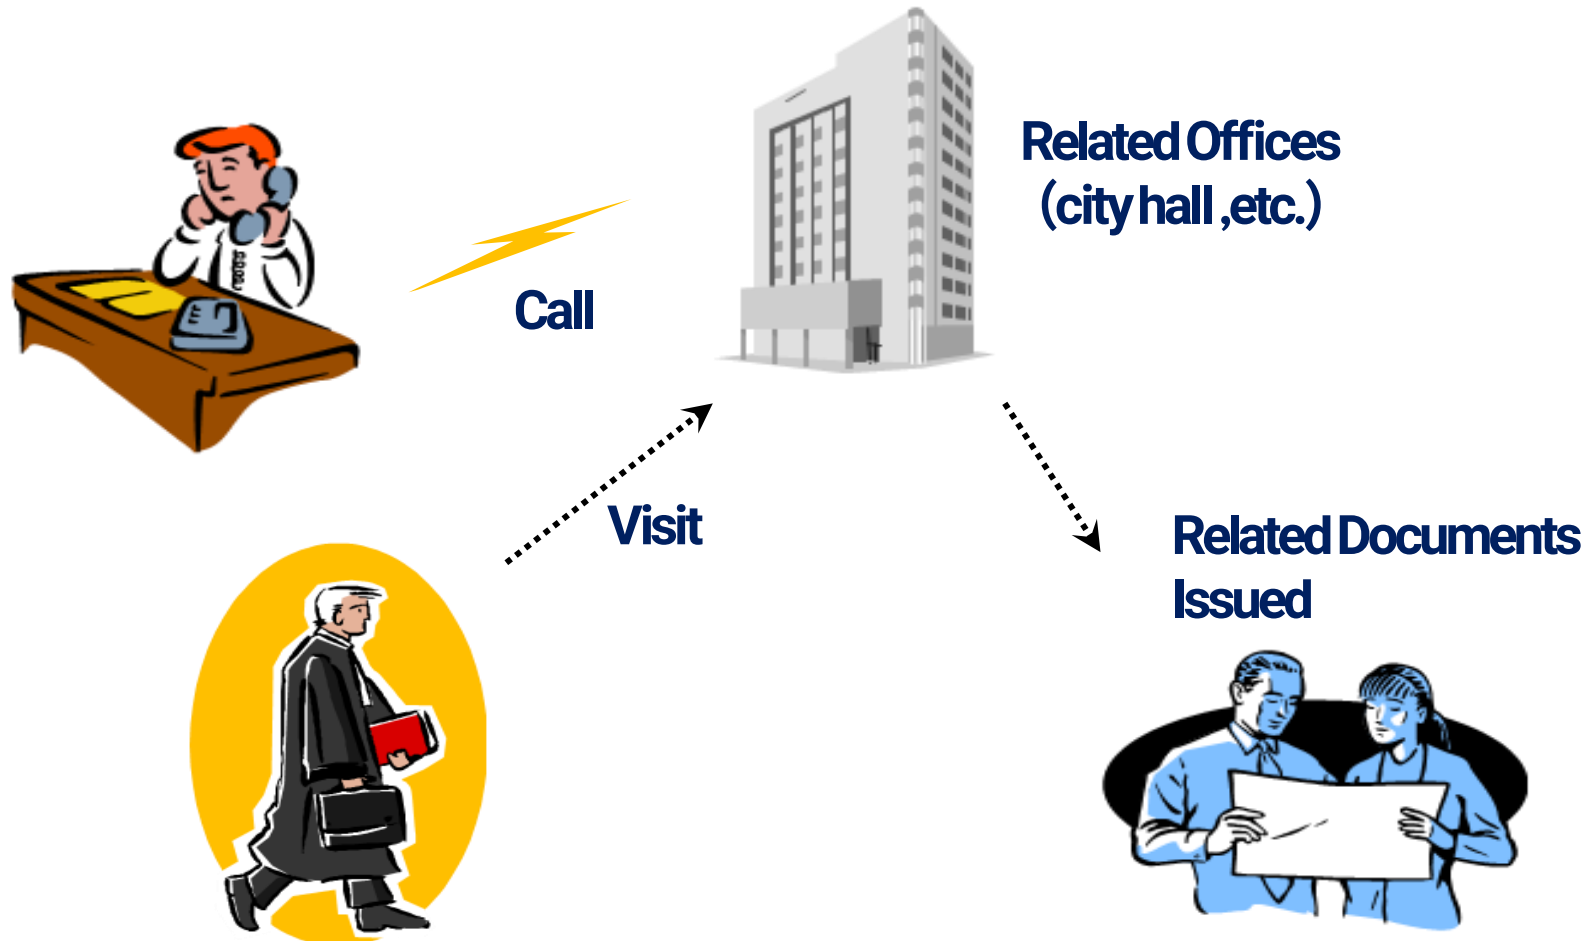 Related Offices
(city hall ,etc.)
Call
Visit
Related Documents
Issued